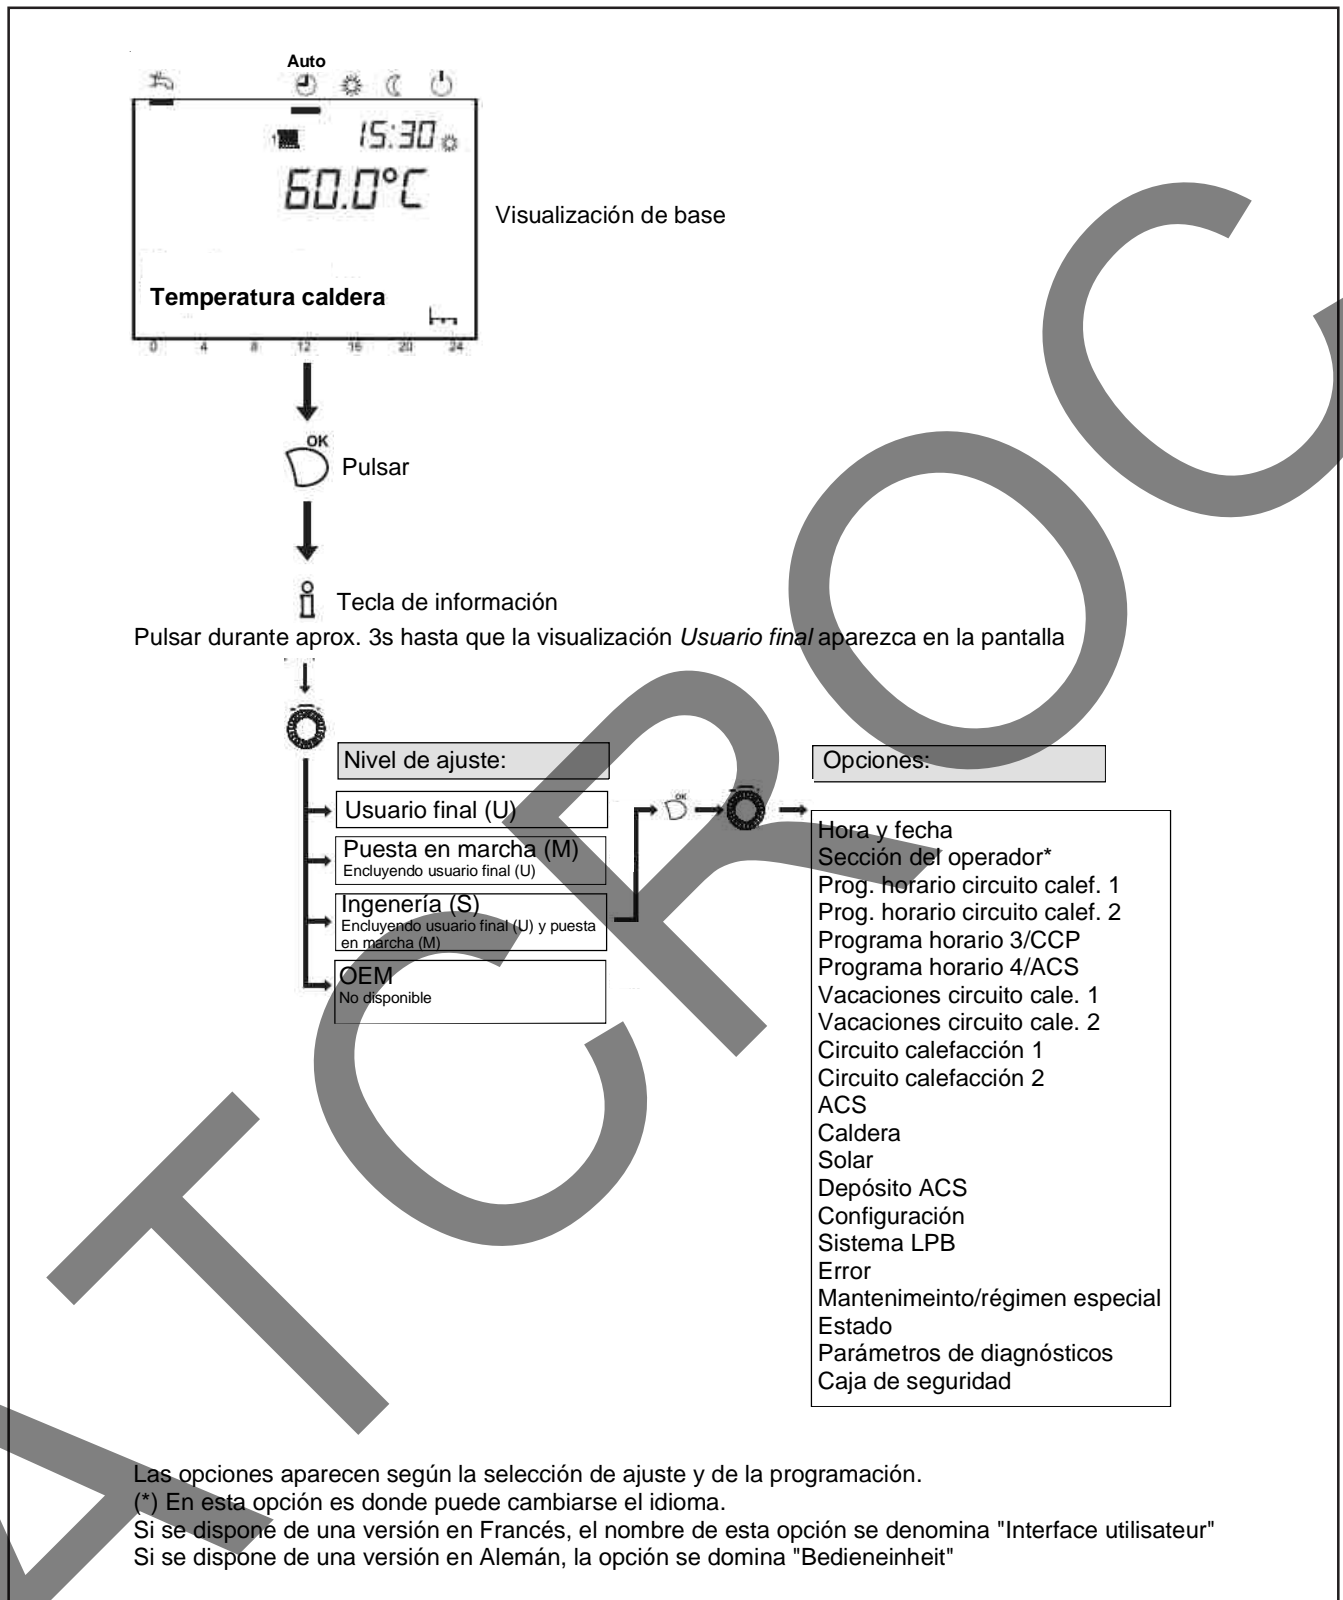 Auto
15:30
60.0°C
Visualización de base
Temperatura caldera
0 4 8 12 16 20 24
OK
Pulsar
Tecla de información
Pulsar durante aprox. 3s hasta que la visualización Usuario final aparezca en la pantalla
Nivel de ajuste:
Usuario final (U)
Puesta en marcha (M)
Encluyendo usuario final (U)
Ingenería (S)
Encluyendo usuario final (U) y puesta
en marcha (M)
OEM
No disponible
OK
Opciones:
Hora y fecha
Sección del operador*
Prog. horario circuito calef. 1
Prog. horario circuito calef. 2
Programa horario 3/CCP
Programa horario 4/ACS
Vacaciones circuito cale. 1
Vacaciones circuito cale. 2
Circuito calefacción 1
Circuito calefacción 2
ACS
Caldera
Solar
Depósito ACS
Configuración
Sistema LPB
Error
Mantenimeinto/régimen especial
Estado
Parámetros de diagnósticos
Caja de seguridad
Las opciones aparecen según la selección de ajuste y de la programación.
(*) En esta opción es donde puede cambiarse el idioma.
Si se dispone de una versión en Francés, el nombre de esta opción se denomina "Interface utilisateur"
Si se dispone de una versión en Alemán, la opción se domina "Bedieneinheit"
ATCROC